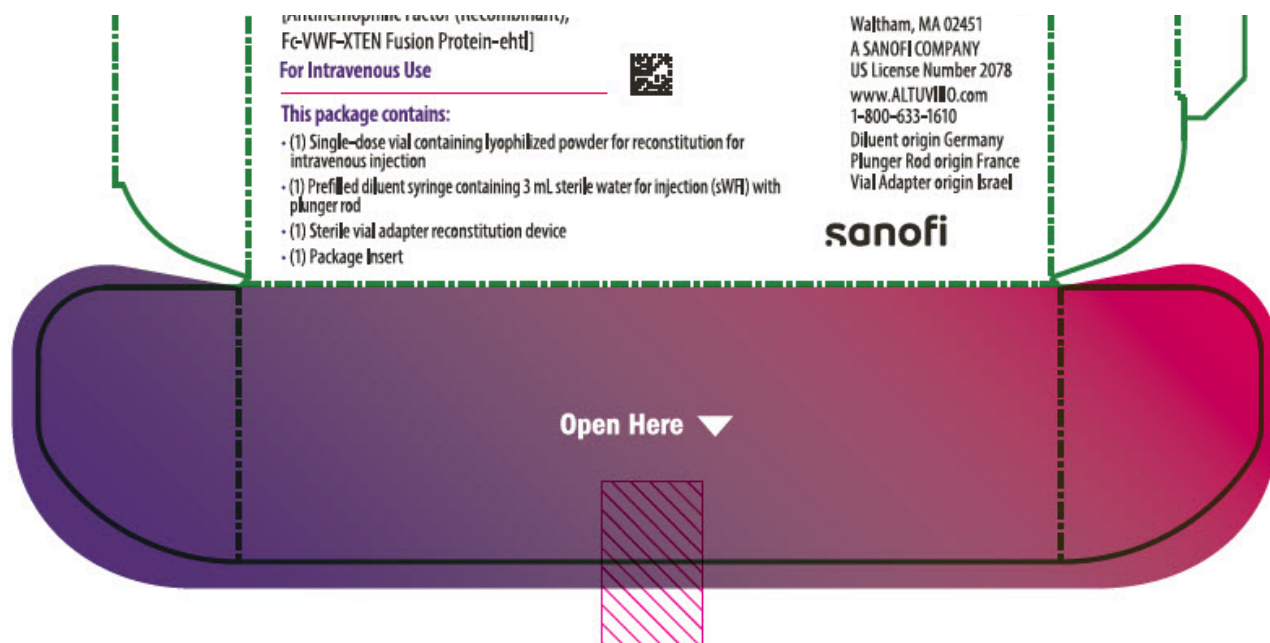 [Antihemophilic Factor (Recombinant),
Fc-VWF-XTEN Fusion Protein-ehtl]
For Intravenous Use
This package contains:
• (1) Single-dose vial containing lyophilized powder for reconstitution for
intravenous injection
• (1) Prefilled diluent syringe containing 3 mL sterile water for injection (sWFI) with
plunger rod
• (1) Sterile vial adapter reconstitution device
• (1) Package Insert
Waltham, MA 02451
A SANOFI COMPANY
US License Number 2078
www.ALTUVIIIO.com
1-800-633-1610
Diluent origin Germany
Plunger Rod origin France
Vial Adapter origin Israel
sanofi
Open Here